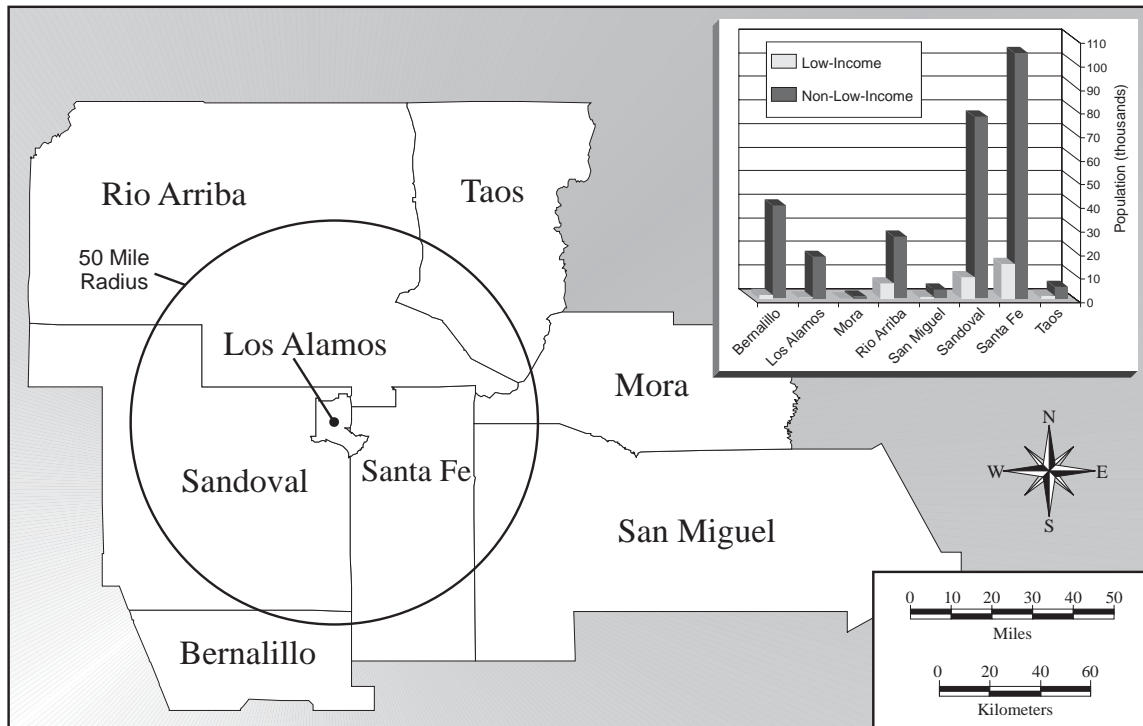 Rio Arriba
Taos
50 Mile
Radius
Los Alamos
Mora
Sandoval
Santa Fe
San Miguel
Bernalillo
Low-Income
Non-Low-Income
110
100
90
80
70
60
50
40
30
20
10
0
Population (thousands)
Bernalillo
Los Alamos
Mora
Rio Arriba
San Miguel
Sandoval
Santa Fe
Taos
N
W E
S
0 10 20 30 40 50
Miles
0 20 40 60
Kilometers